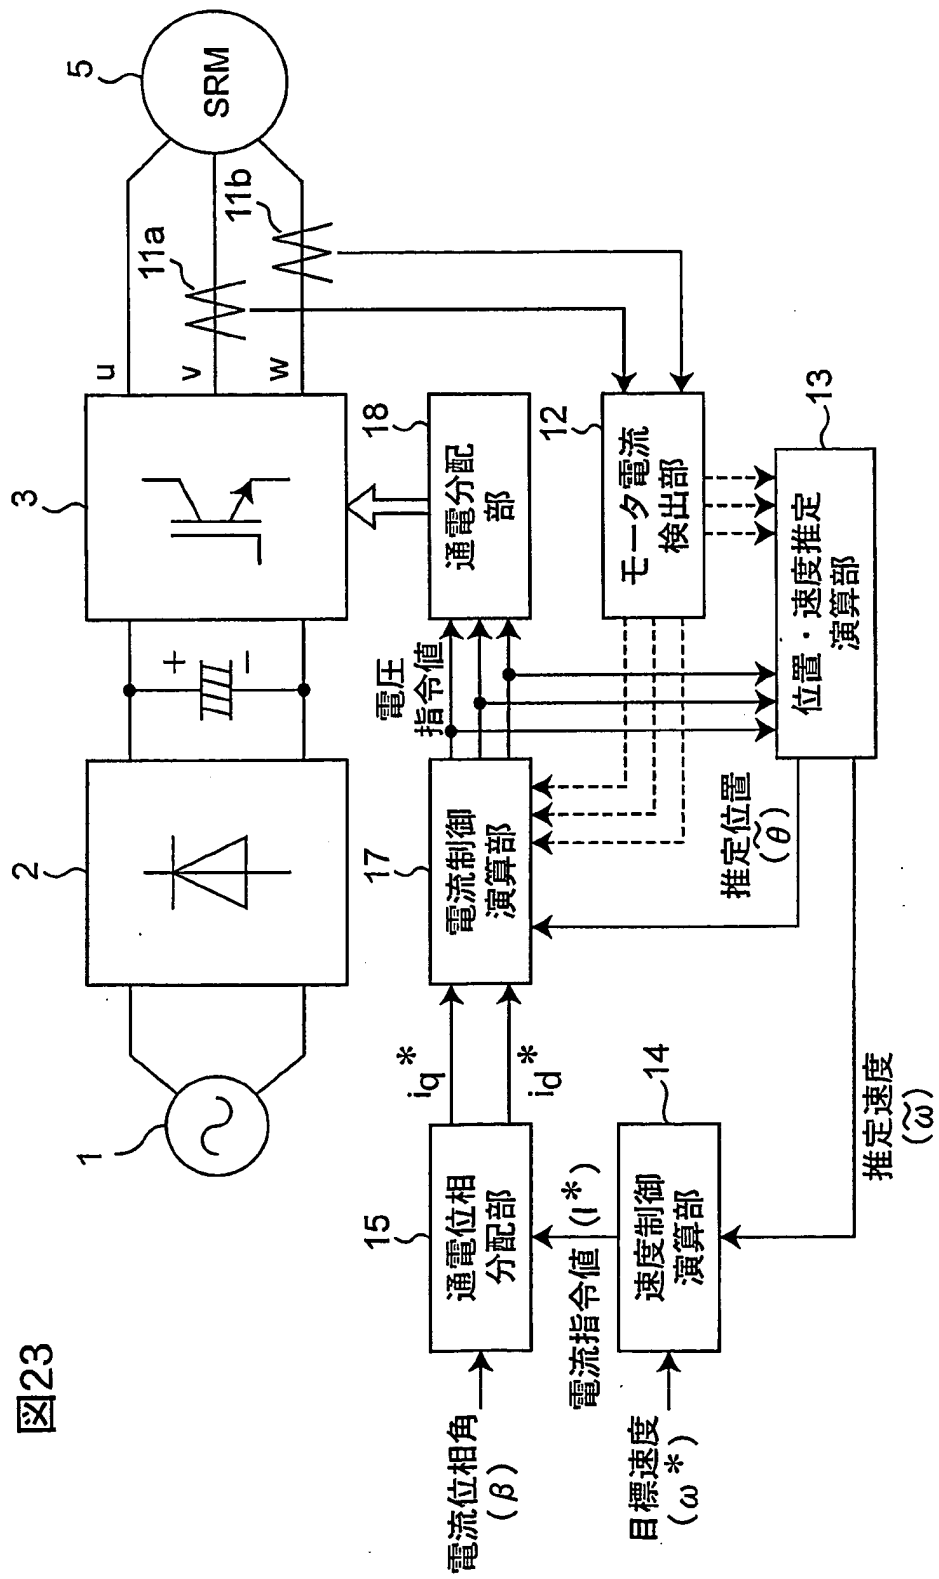 図23
1
2
3
5
SRM
+
−
u
v
w
11a
11b
電流位相角
(β)
15
通電位相
分配部
iq*
id*
17
電流制御
演算部
電圧
指令値
18
通電分配
部
12
モータ電流
検出部
13
位置・速度推定
演算部
推定位置
(θ̃)
目標速度
(ω*)
電流指令値 (I*)
14
速度制御
演算部
推定速度
(ω̃)